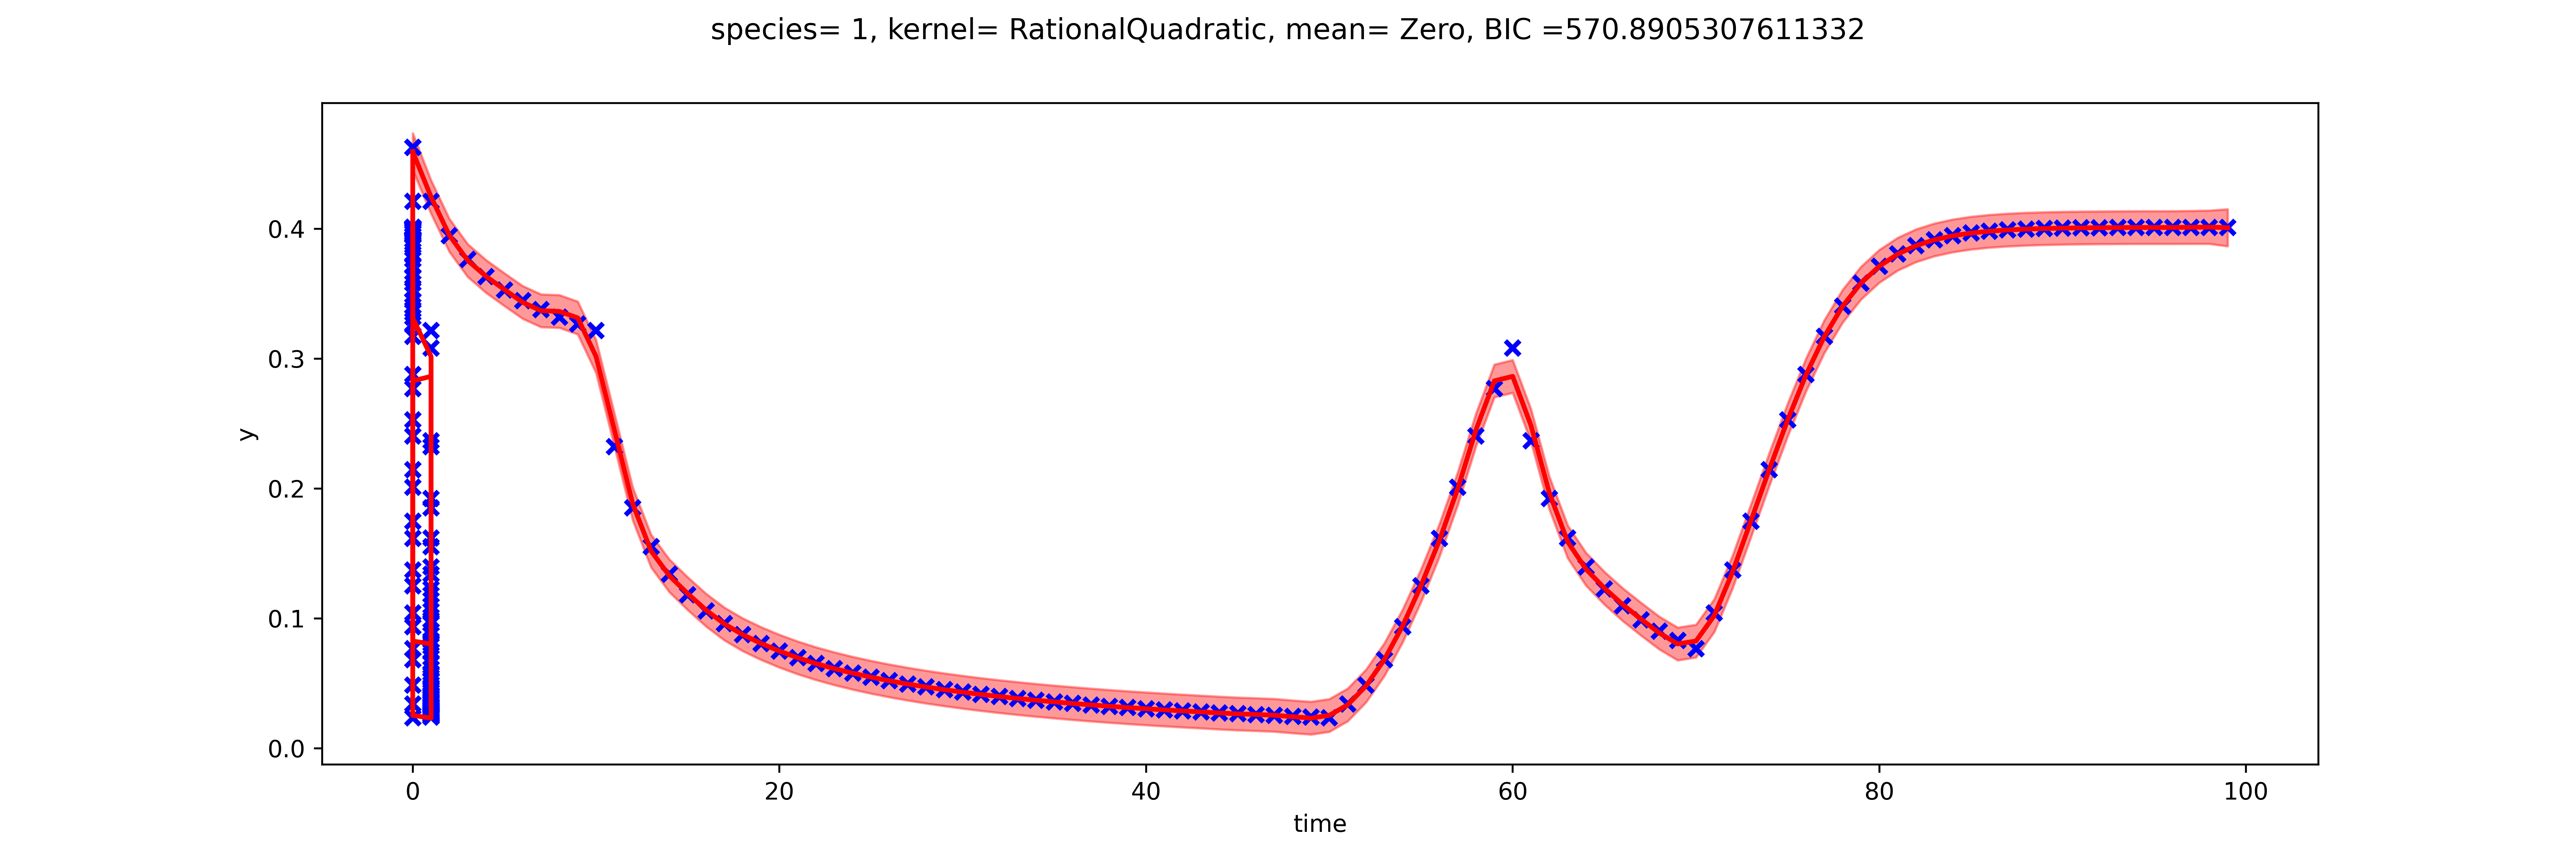 species= 1, kernel= RationalQuadratic, mean= Zero, BIC =570.8905307611332
0.4
0.3
0.2
0.1
0.0
y
0 20 40 60 80 100
time